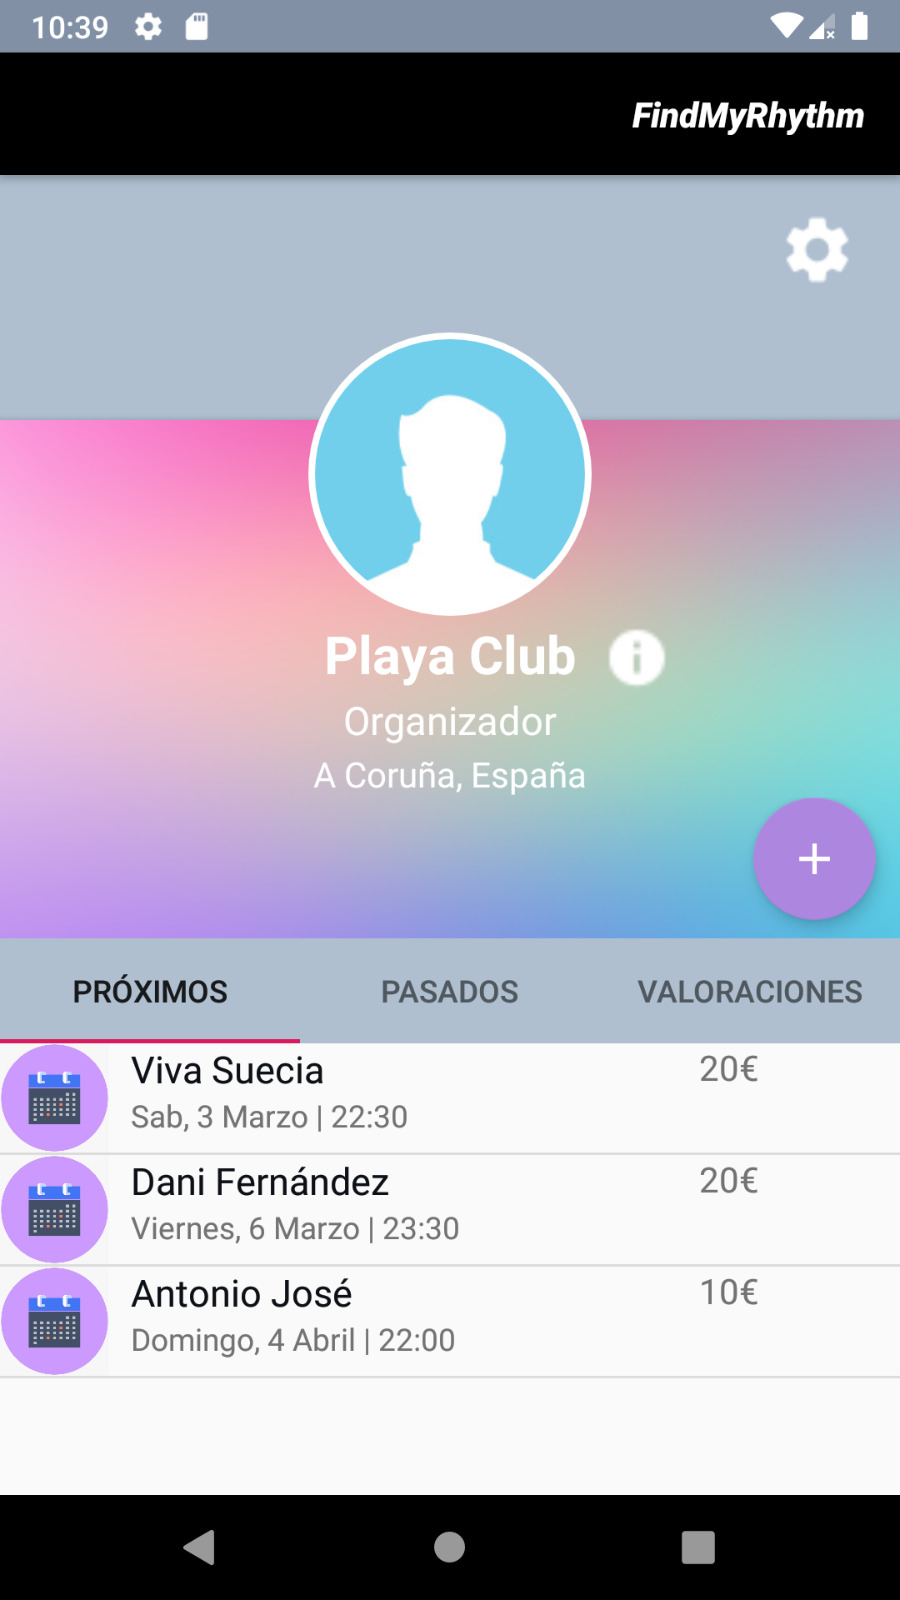 10:39
FindMyRhythm
Playa Club
Organizador
A Coruña, España
PRÓXIMOS PASADOS VALORACIONES
Viva Suecia 20€
Sab, 3 Marzo | 22:30
Dani Fernández 20€
Viernes, 6 Marzo | 23:30
Antonio José 10€
Domingo, 4 Abril | 22:00